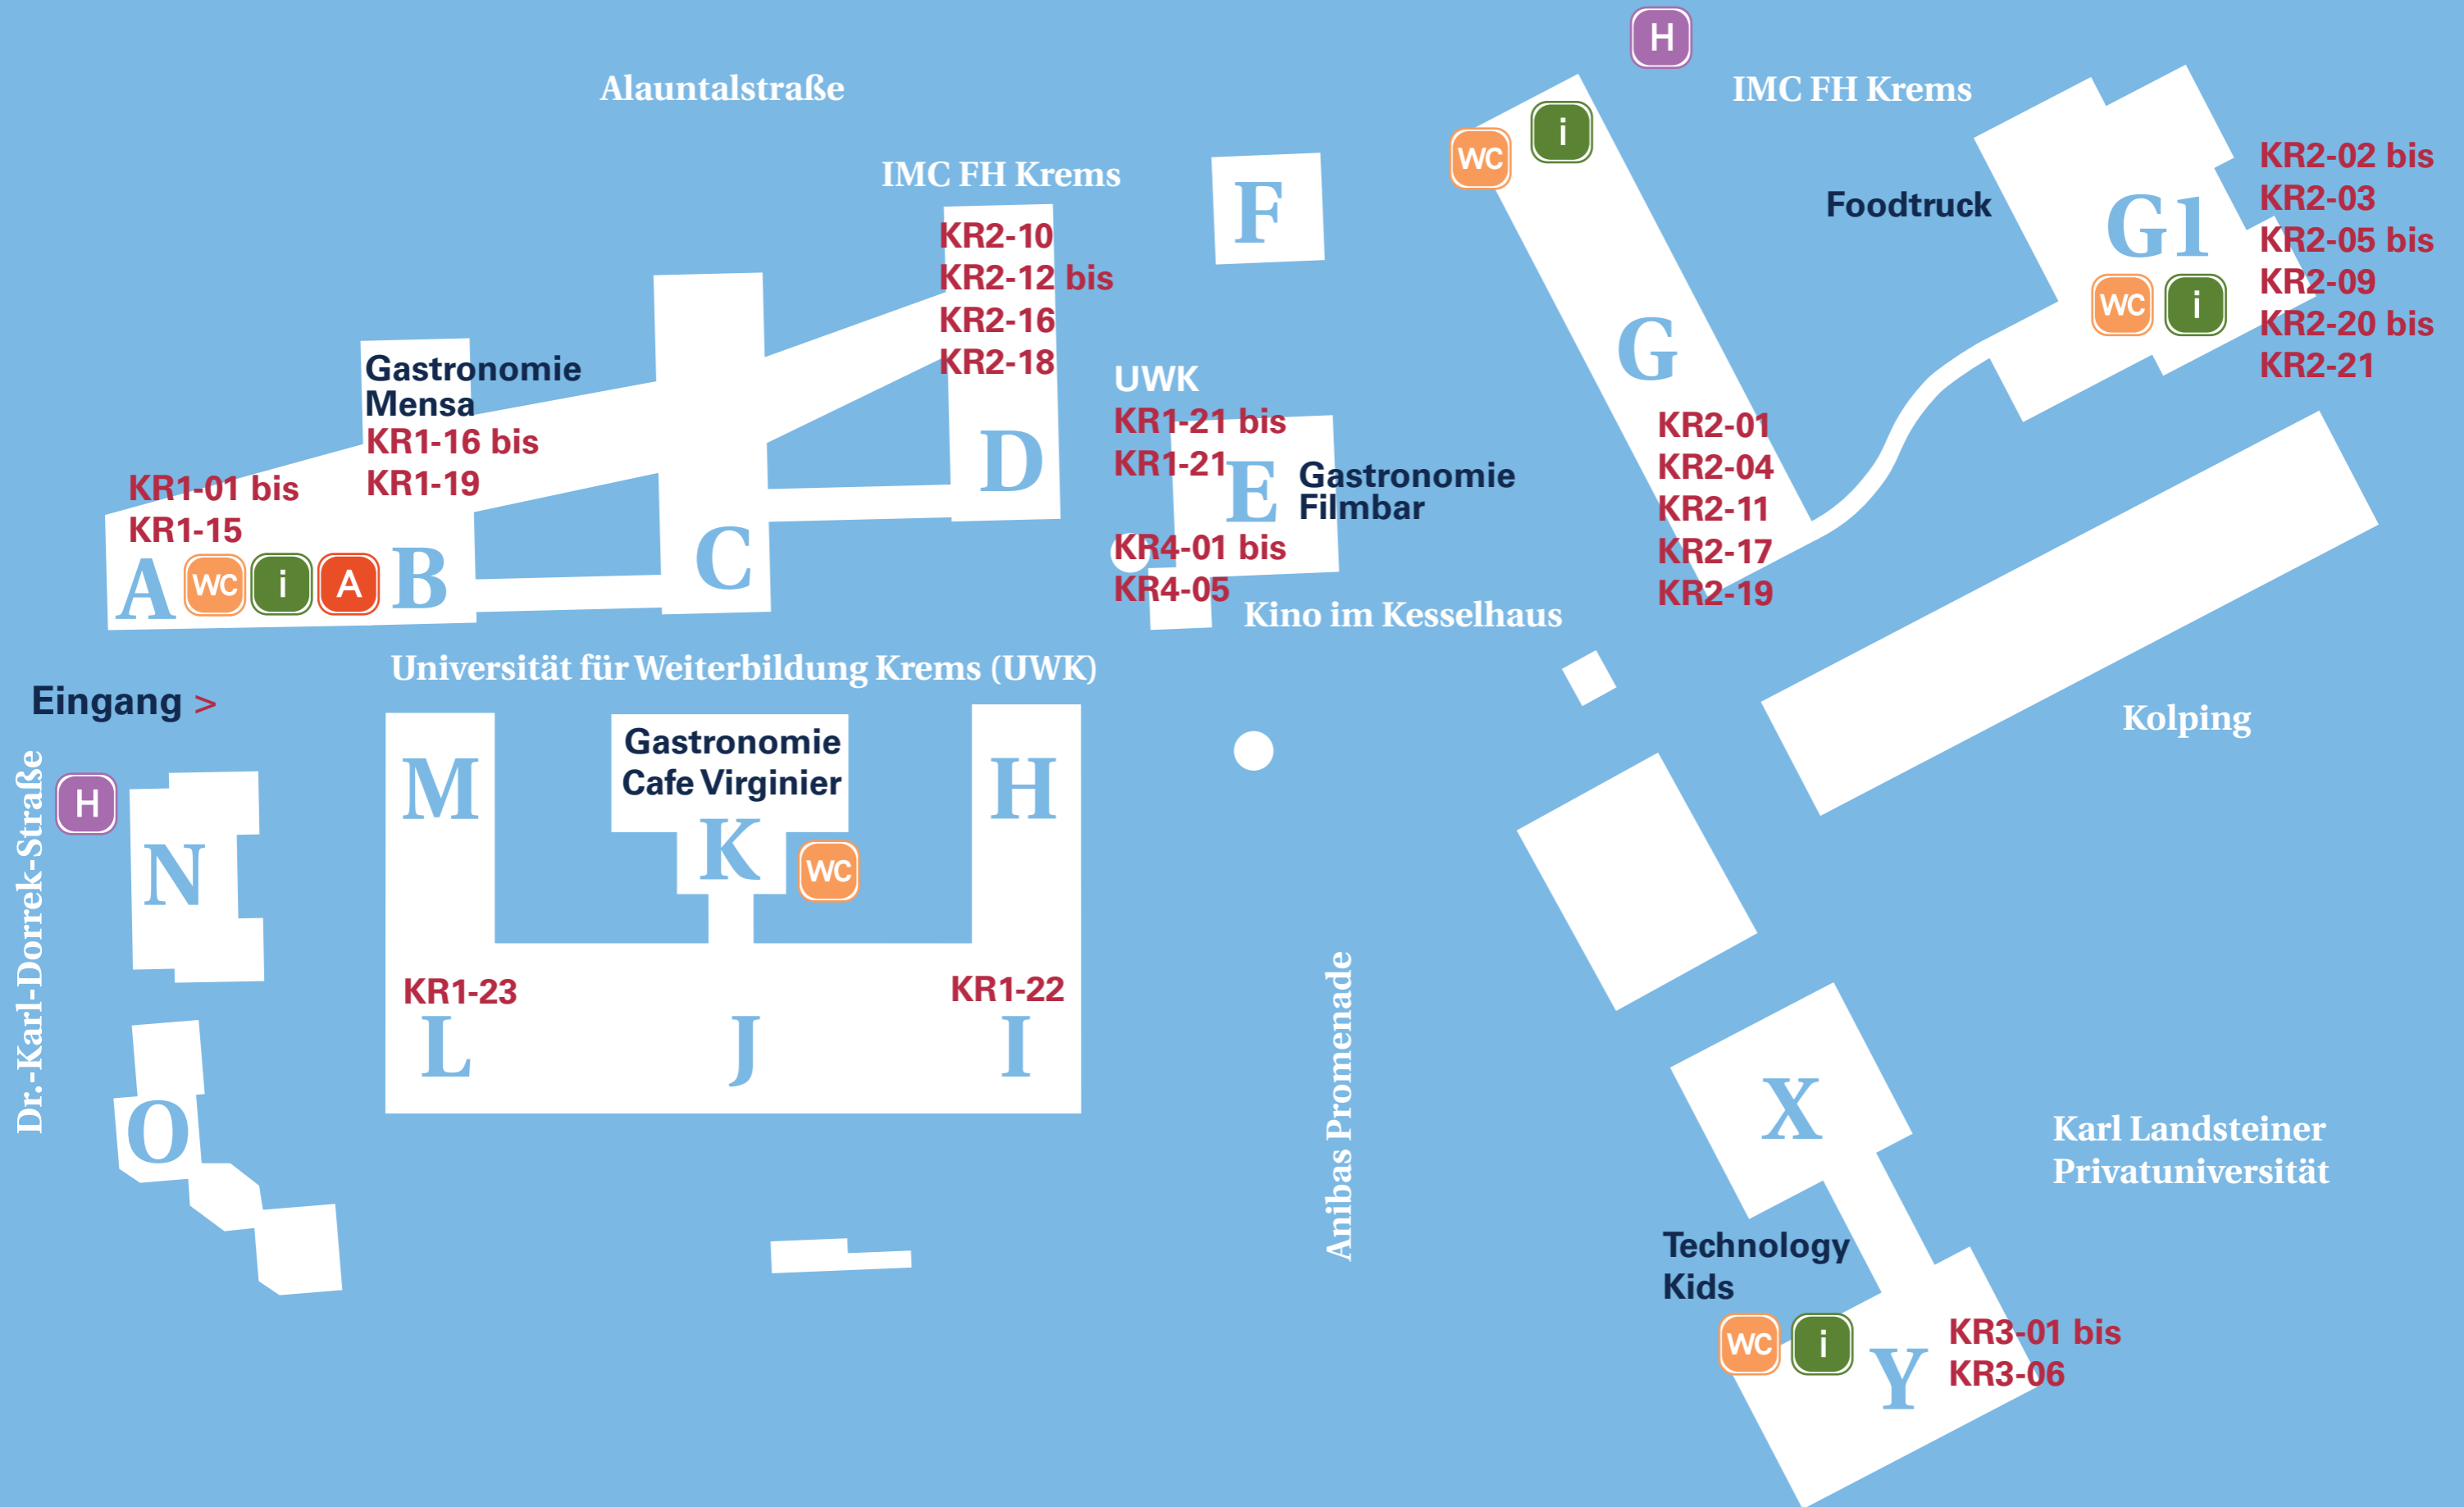 H
Alauntalstraße
IMC FH Krems
WC
i
IMC FH Krems
KR2-02 bis
KR2-03
KR2-05 bis
KR2-09
KR2-20 bis
KR2-21
Foodtruck
G1
WC
i
F
KR2-10
KR2-12 bis
KR2-16
KR2-18
D
Gastronomie
Mensa
KR1-16 bis
KR1-19
KR1-01 bis
KR1-15
A
WC
i
A
B
C
UWK
KR1-21 bis
KR1-21
E
Gastronomie
Filmbar
KR4-01 bis
KR4-05
Kino im Kesselhaus
G
KR2-01
KR2-04
KR2-11
KR2-17
KR2-19
Universität für Weiterbildung Krems (UWK)
Eingang >
Kolping
Dr.-Karl-Dorrek-Straße
H
N
O
M
Gastronomie
Cafe Virginier
K
WC
H
KR1-23
KR1-22
L
J
I
Anibas Promenade
X
Karl Landsteiner
Privatuniversität
Technology
Kids
WC
i
Y
KR3-01 bis
KR3-06